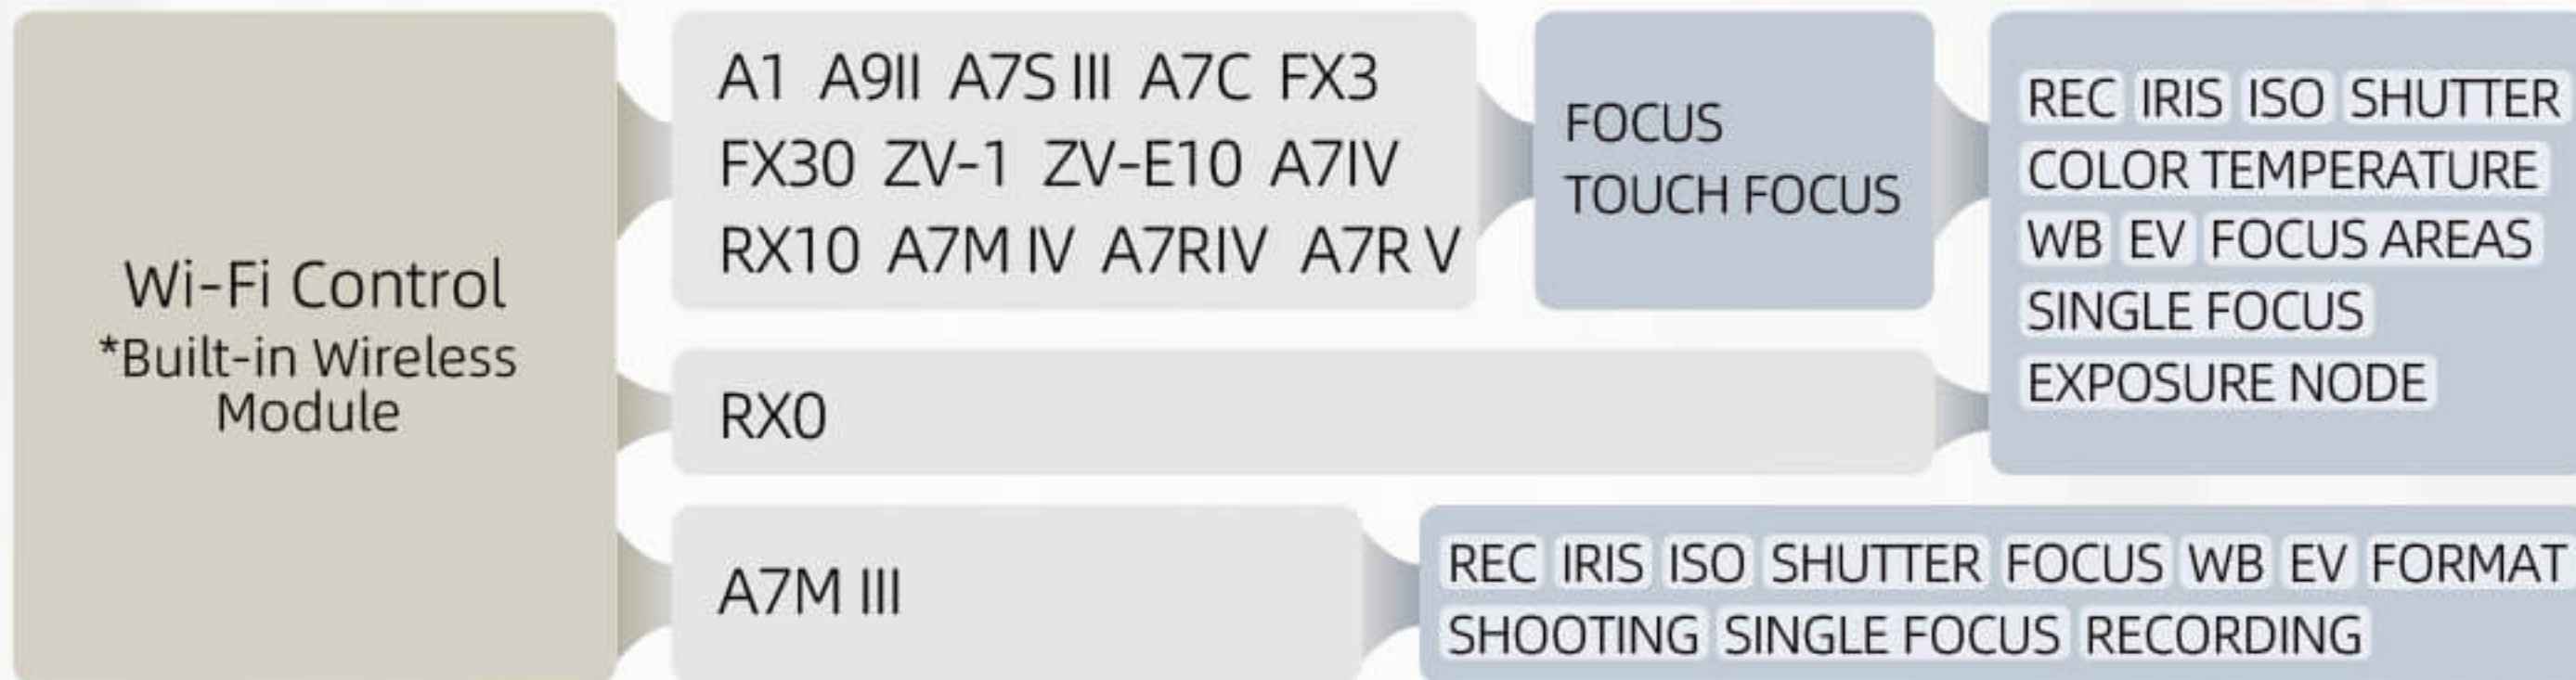 Wi-Fi Control
*Built-in Wireless
Module
A1 A9II A7S III A7C FX3
FX30 ZV-1 ZV-E10 A7IV
RX10 A7M IV A7RIV A7R V
FOCUS
TOUCH FOCUS
REC IRIS ISO SHUTTER
COLOR TEMPERATURE
WB EV FOCUS AREAS
SINGLE FOCUS
EXPOSURE NODE
RX0
A7M III
REC IRIS ISO SHUTTER FOCUS WB EV FORMAT
SHOOTING SINGLE FOCUS RECORDING